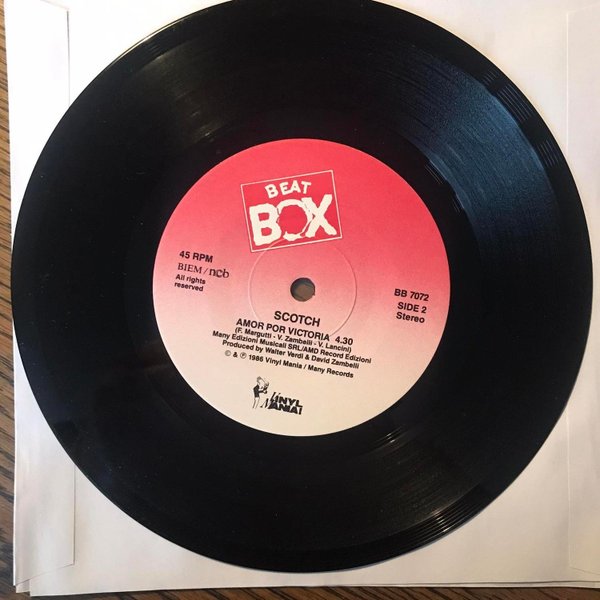 BEAT
BOX
45 RPM
BIEM/ncb
All rights
reserved
BB 7072
SIDE 2
Stereo
SCOTCH
AMOR POR VICTORIA 4.30
(F. Margutti - V. Zambelli - V. Lancini)
Many Edizioni Musicali SRL/AMD Record Edizioni
Produced by Walter Verdi & David Zambelli
© & ℗ 1986 Vinyl Mania / Many Records
VINYL
MANIA!